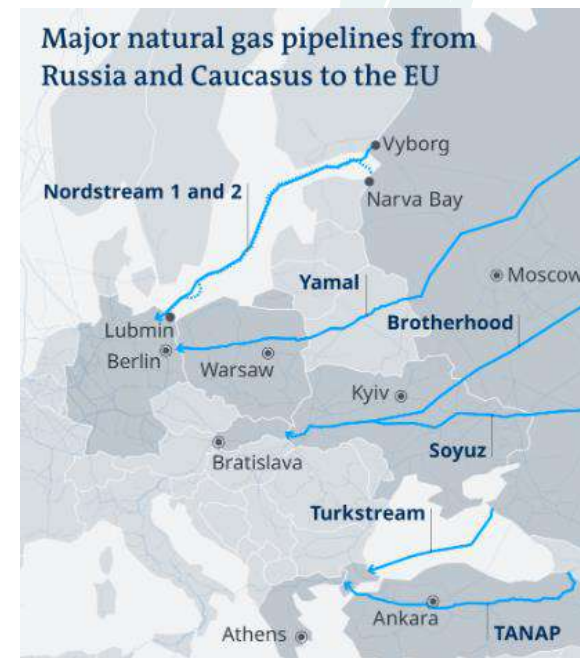 Major natural gas pipelines from
Russia and Caucasus to the EU
Vyborg
Nordstream 1 and 2
Narva Bay
Yamal
Moscow
Brotherhood
Lubmin
Berlin
Warsaw
Kyiv
Bratislava
Soyuz
Turkstream
Ankara
Athens
TANAP